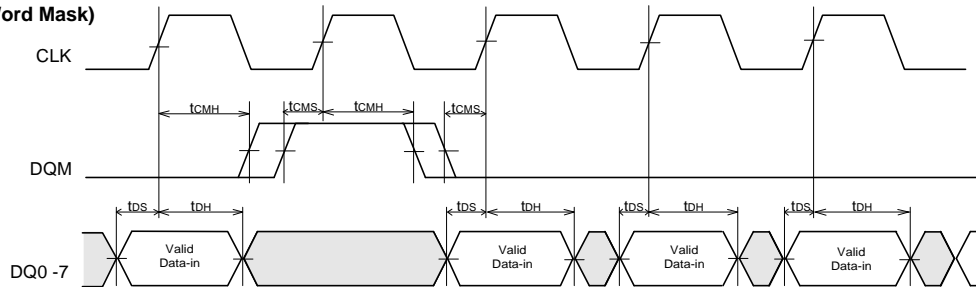 ord Mask)
CLK
tCMH tCMS tCMH tCMS
DQM
tDS tDH tDS tDH tDS tDH tDS tDH
Valid Data-in Valid Data-in Valid Data-in Valid Data-in
DQ0 -7